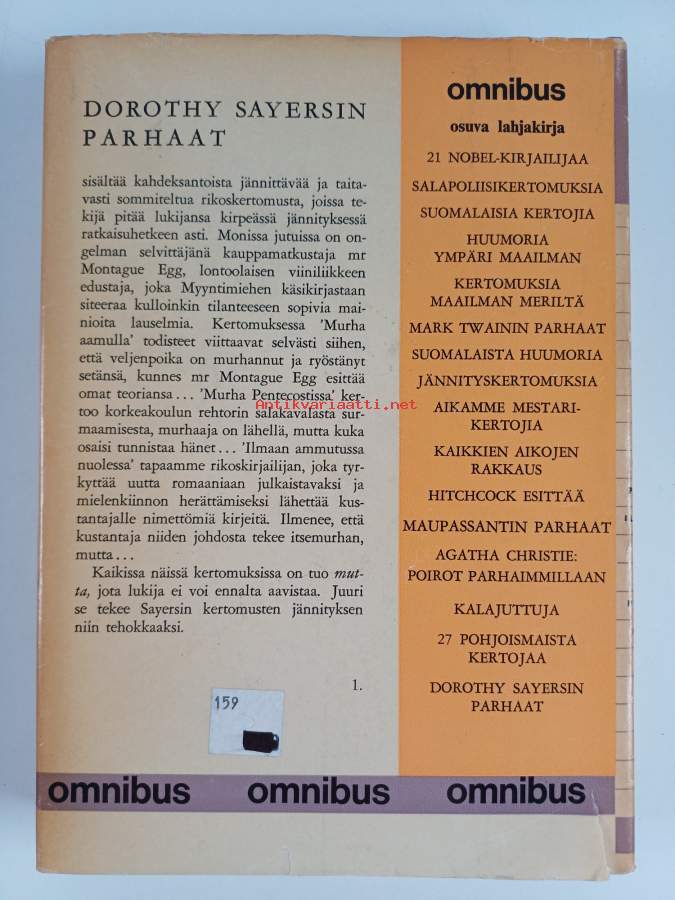 DOROTHY SAYERSIN
PARHAAT
sisältää kahdeksantoista jännittävää ja taita-
vasti sommiteltua rikoskertomusta, joissa te-
kijä pitää lukijansa kirpeässä jännityksessä
ratkaisuhetkeen asti. Monissa jutuissa on on-
gelman selvittäjänä kauppamatkustaja mr
Montague Egg, lontoolaisen viiniliikkeen
edustaja, joka Myyntimiehen käsikirjastaan
siteeraa kulloinkin tilanteeseen sopivia mai-
nioita lauselmia. Kertomuksessa 'Murha
aamulla' todisteet viittaavat selvästi siihen,
että veljenpoika on murhannut ja ryöstänyt
setänsä, kunnes mr Montague Egg esittää
omat teoriansa... 'Murha Pentecostissa' ker-
too korkeakoulun rehtorin salakavalasta sur-
maamisesta, murhaaja on lähellä, mutta kuka
osaisi tunnistaa hänet... 'Ilmaan ammutussa
nuolessa' tapaamme rikoskirjailijan, joka tyr-
kyttää uutta romaaniaan julkaistavaksi ja
mielenkiinnon herättämiseksi lähettää kus-
tantajalle nimettömiä kirjeitä. Ilmenee, että
kustantaja niiden johdosta tekee itsemurhan,
mutta...
Kaikissa näissä kertomuksissa on tuo mut-
ta, jota lukija ei voi ennalta aavistaa. Juuri
se tekee Sayersin kertomusten jännityksen
niin tehokkaaksi.
1.
159
omnibus
osuva lahjakirja
21 NOBEL-KIRJAILIJAA
SALAPOLIISIKERTOMUKSIA
SUOMALAISIA KERTOJIA
HUUMORIA
YMPÄRI MAAILMAN
KERTOMUKSIA
MAAILMAN MERILTÄ
MARK TWAININ PARHAAT
SUOMALAISTA HUUMORIA
JÄNNITYSKERTOMUKSIA
AIKAMME MESTARI-
KERTOJIA
KAIKKIEN AIKOJEN
RAKKAUS
HITCHCOCK ESITTÄÄ
MAUPASSANTIN PARHAAT
AGATHA CHRISTIE:
POIROT PARHAIMMILLAAN
KALAJUTTUJA
27 POHJOISMAISTA
KERTOJAA
DOROTHY SAYERSIN
PARHAAT
omnibus omnibus omnibus
Antikvariaatti.net